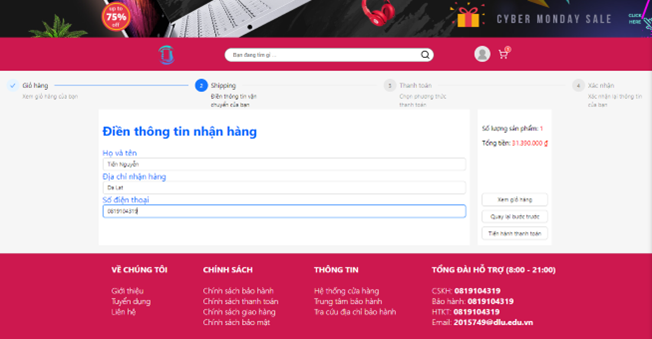 up to
75%
off
CYBER MONDAY SALE
CLICK
HERE
Bạn đang tìm gì ...
Giỏ hàng
Xem giỏ hàng của bạn
2
Shipping
Điền thông tin vận
chuyển của bạn
3
Thanh toán
Chọn phương thức
thanh toán
4
Xác nhận
Xác nhận lại thông tin
của bạn
Điền thông tin nhận hàng
Họ và tên
Tiến Nguyễn
Địa chỉ nhận hàng
Da Lat
Số điện thoại
0819104319
Số lượng sản phẩm: 1
Tổng tiền: 31.390.000 ₫
Xem giỏ hàng
Quay lại bước trước
Tiến hành thanh toán
VỀ CHÚNG TÔI
Giới thiệu
Tuyển dụng
Liên hệ
CHÍNH SÁCH
Chính sách bảo hành
Chính sách thanh toán
Chính sách giao hàng
Chính sách bảo mật
THÔNG TIN
Hệ thống cửa hàng
Trung tâm bảo hành
Tra cứu địa chỉ bảo hành
TỔNG ĐÀI HỖ TRỢ (8:00 - 21:00)
CSKH: 0819104319
Bảo hành: 0819104319
HTKT: 0819104319
Email: 2015749@dlu.edu.vn